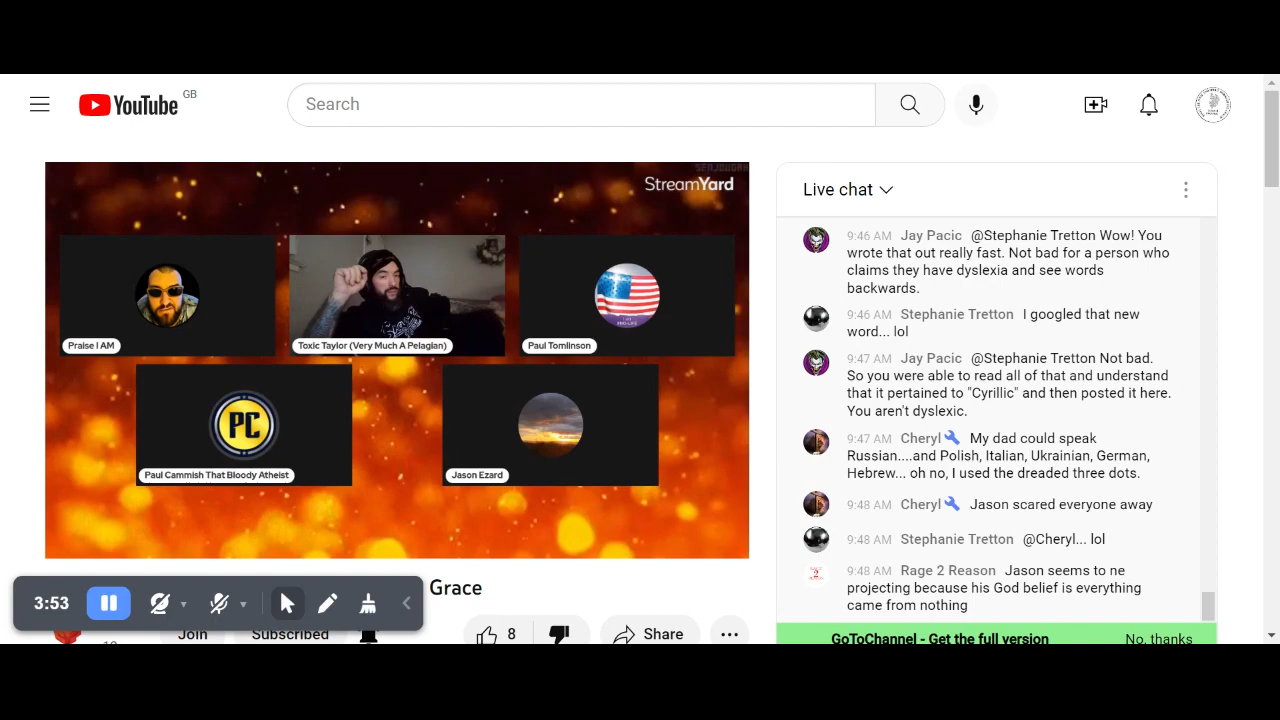 YouTube GB
Search
StreamYard
Praise I AM
Toxic Taylor (Very Much A Pelagian)
Paul Tomlinson
PC
Paul Cammish That Bloody Atheist
Jason Ezard
Grace
3:53
Join
Subscribed
8
Share
Live chat
9:46 AM Jay Pacic @Stephanie Tretton Wow! You
wrote that out really fast. Not bad for a person who
claims they have dyslexia and see words
backwards.
9:46 AM Stephanie Tretton I googled that new
word... lol
9:47 AM Jay Pacic @Stephanie Tretton Not bad.
So you were able to read all of that and understand
that it pertained to "Cyrillic" and then posted it here.
You aren't dyslexic.
9:47 AM Cheryl My dad could speak
Russian....and Polish, Italian, Ukrainian, German,
Hebrew... oh no, I used the dreaded three dots.
9:48 AM Cheryl Jason scared everyone away
9:48 AM Stephanie Tretton @Cheryl... lol
9:48 AM Rage 2 Reason Jason seems to ne
projecting because his God belief is everything
came from nothing
GoToChannel - Get the full version
No, thanks